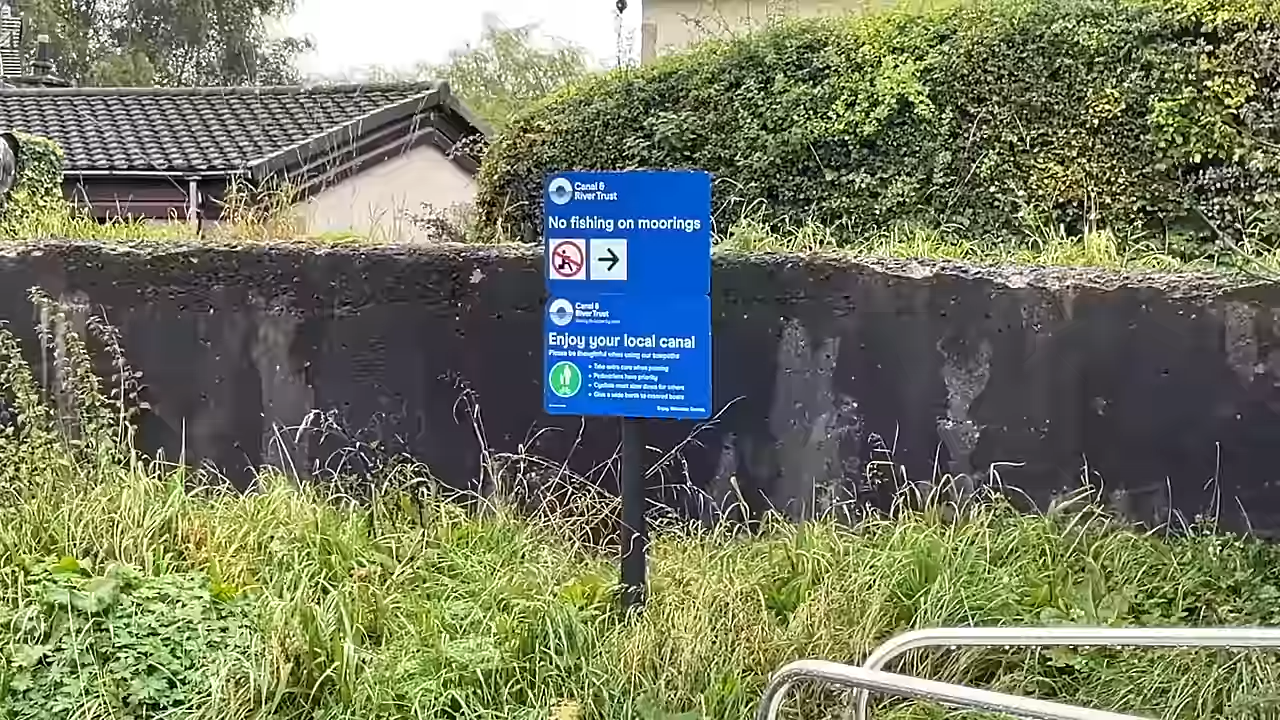 Canal &
River Trust
No fishing on moorings
Canal &
River Trust
Enjoy your local canal
Please be thoughtful when using our towpaths
• Take extra care when passing
• Pedestrians have priority
• Cyclists must slow down for others
• Give a wide berth to moored boats